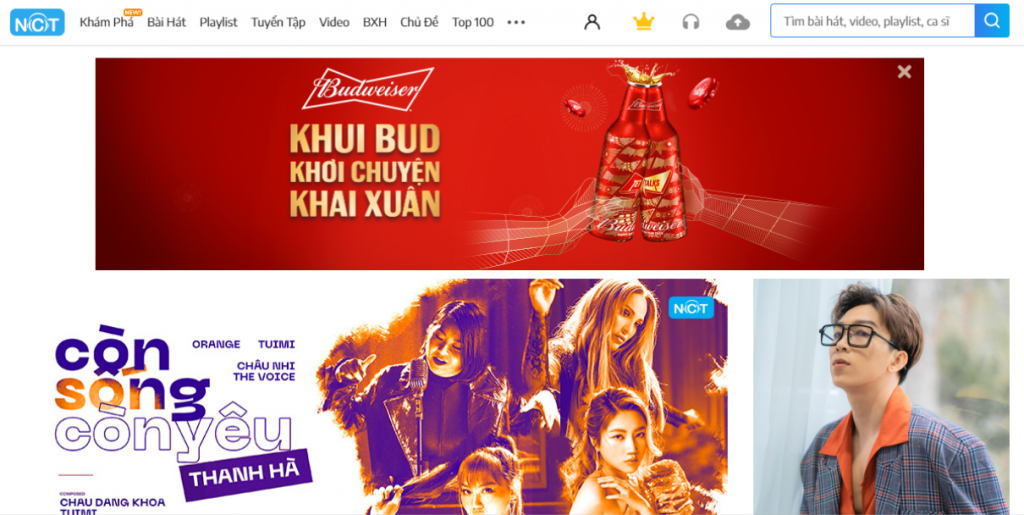 NCT
Khám Phá
NEW!
Bài Hát
Playlist
Tuyển Tập
Video
BXH
Chủ Đề
Top 100
Tìm bài hát, video, playlist, ca sĩ
Budweiser
KHUI BUD
KHƠI CHUYỆN
KHAI XUÂN
TALKS
Budweiser
NCT
còn
sống
còn yêu
ORANGE TUIMI
CHÂU NHI
THE VOICE
THANH HÀ
COMPOSED
CHAU DANG KHOA
TUIMI